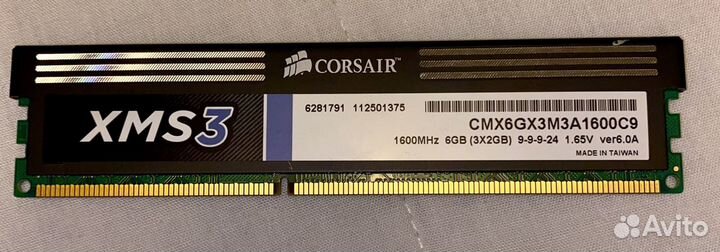 CORSAIR
XMS3
6281791 112501375
CMX6GX3M3A1600C9
1600MHz 6GB (3X2GB) 9-9-9-24 1.65V ver6.0A
MADE IN TAIWAN
Avito